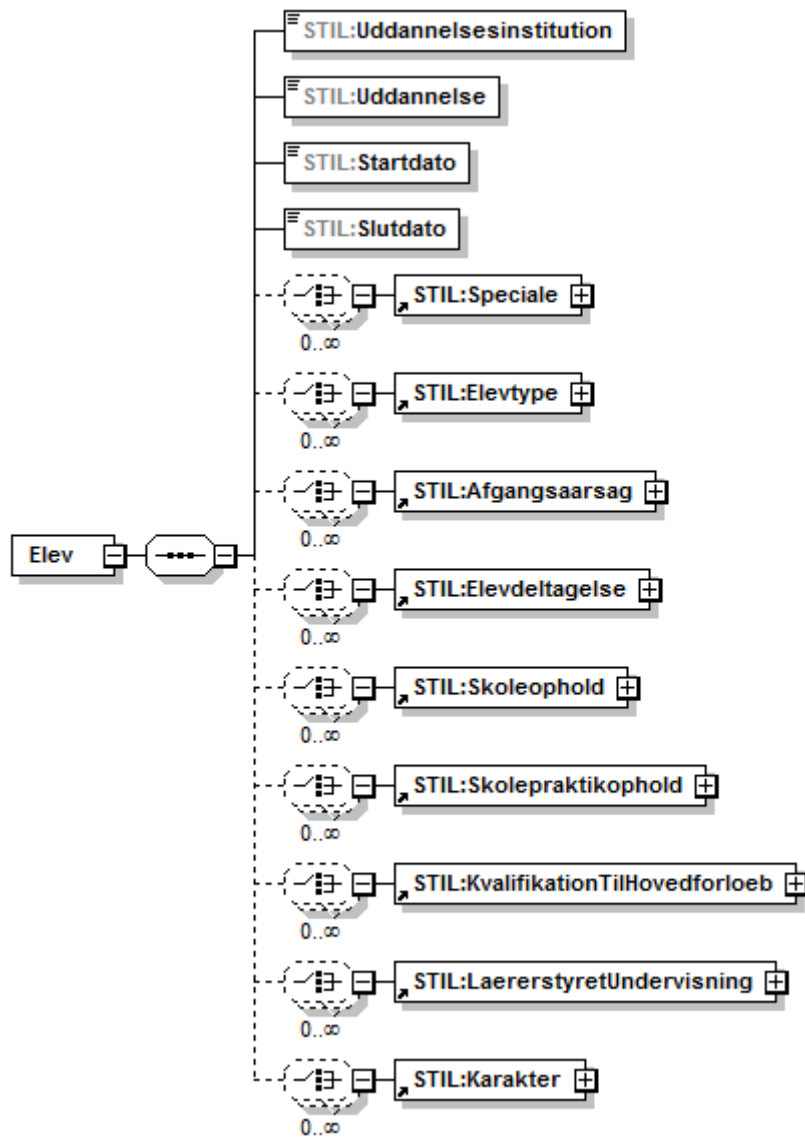 STIL:Uddannelsesinstitution
STIL:Uddannelse
STIL:Startdato
STIL:Slutdato
STIL:Speciale
0..∞
STIL:Elevtype
0..∞
STIL:Afgangsaarsag
0..∞
Elev
STIL:Elevdeltagelse
0..∞
STIL:Skoleophold
0..∞
STIL:Skolepraktikophold
0..∞
STIL:KvalifikationTilHovedforloeb
0..∞
STIL:LaererstyretUndervisning
0..∞
STIL:Karakter
0..∞